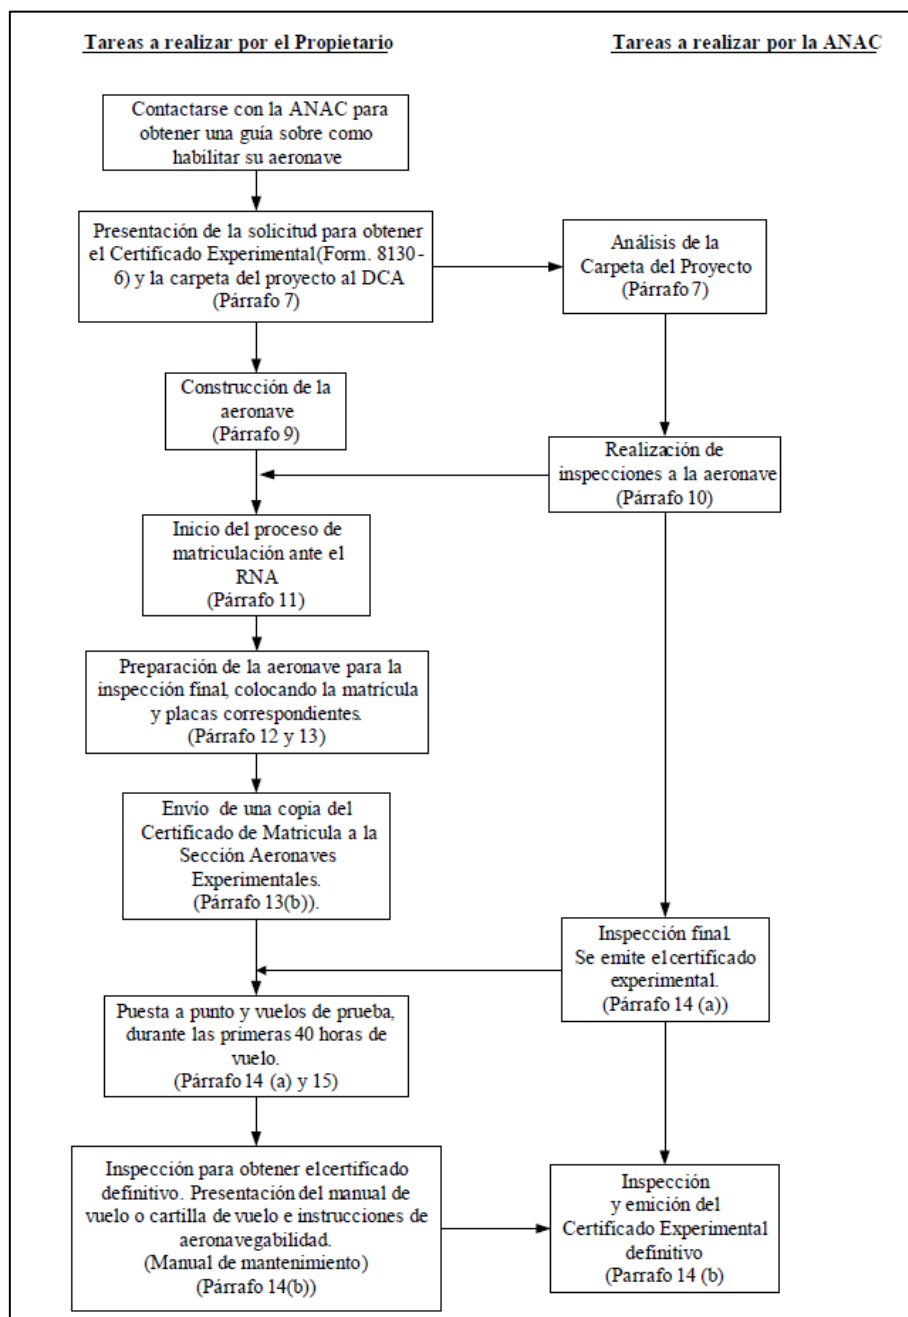 Tareas a realizar por el Propietario
Tareas a realizar por la ANAC
Contactarse con la ANAC para
obtener una guía sobre como
habilitar su aeronave
Presentación de la solicitud para obtener
el Certificado Experimental(Form. 8130-
6) y la carpeta del proyecto al DCA
(Párrafo 7)
Análisis de la
Carpeta del Proyecto
(Párrafo 7)
Construcción de la
aeronave
(Párrafo 9)
Realización de
inspecciones a la aeronave
(Párrafo 10)
Inicio del proceso de
matriculación ante el
RNA
(Párrafo 11)
Preparación de la aeronave para la
inspección final, colocando la matrícula
y placas correspondientes.
(Párrafo 12 y 13)
Envío de una copia del
Certificado de Matricula a la
Sección Aeronaves
Experimentales.
(Párrafo 13(b)).
Inspección final.
Se emite el certificado
experimental.
(Párrafo 14 (a))
Puesta a punto y vuelos de prueba,
durante las primeras 40 horas de
vuelo.
(Párrafo 14 (a) y 15)
Inspección para obtener el certificado
definitivo. Presentación del manual de
vuelo o cartilla de vuelo e instrucciones de
aeronavegabilidad.
(Manual de mantenimiento)
(Párrafo 14(b))
Inspección
y emición del
Certificado Experimental
definitivo
(Parrafo 14 (b)